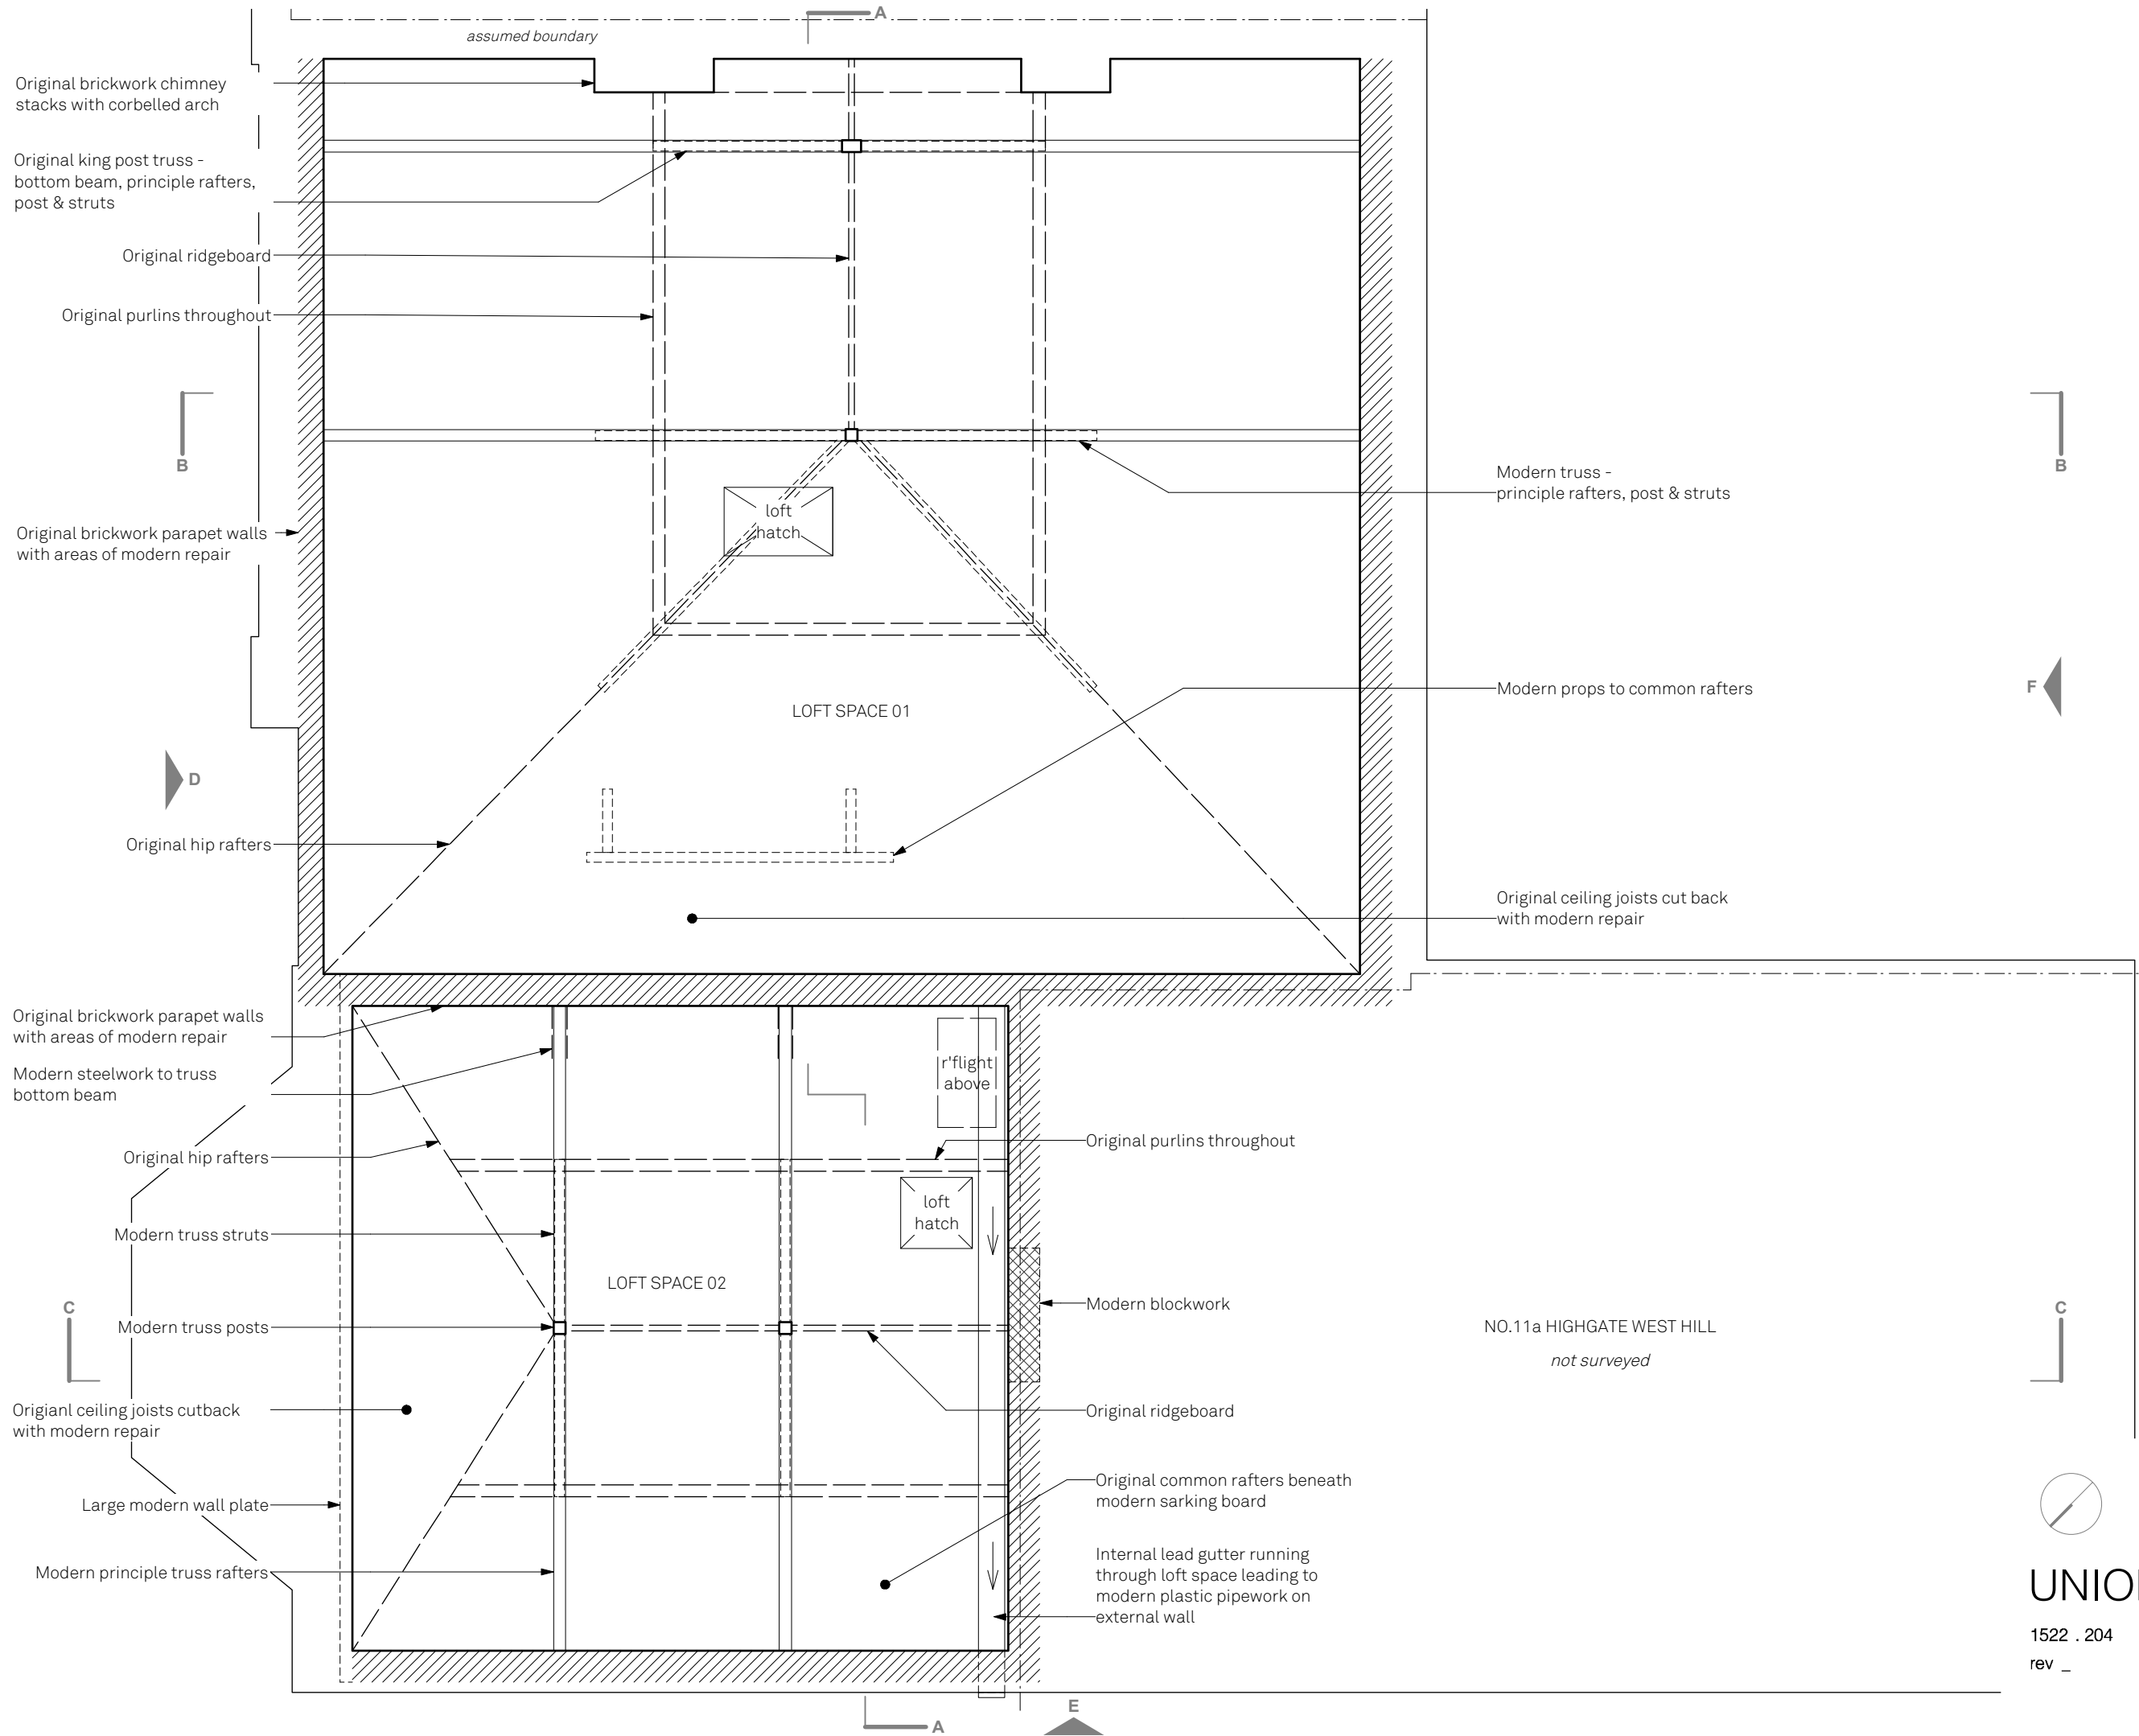 A
assumed boundary
Original brickwork chimney
stacks with corbelled arch
Original king post truss -
bottom beam, principle rafters,
post & struts
Original ridgeboard
Original purlins throughout
B
B
Modern truss -
principle rafters, post & struts
loft
hatch
Original brickwork parapet walls
with areas of modern repair
Modern props to common rafters
F
LOFT SPACE 01
D
Original hip rafters
Original ceiling joists cut back
with modern repair
Original brickwork parapet walls
with areas of modern repair
Modern steelwork to truss
bottom beam
r'flight
above
Original hip rafters
Original purlins throughout
loft
hatch
Modern truss struts
LOFT SPACE 02
Modern blockwork
C
C
Modern truss posts
NO.11a HIGHGATE WEST HILL
not surveyed
Origianl ceiling joists cutback
with modern repair
Original ridgeboard
Large modern wall plate
Original common rafters beneath
modern sarking board
Modern principle truss rafters
Internal lead gutter running
through loft space leading to
modern plastic pipework on
external wall
UNIO
1522 . 204
rev _
A
E